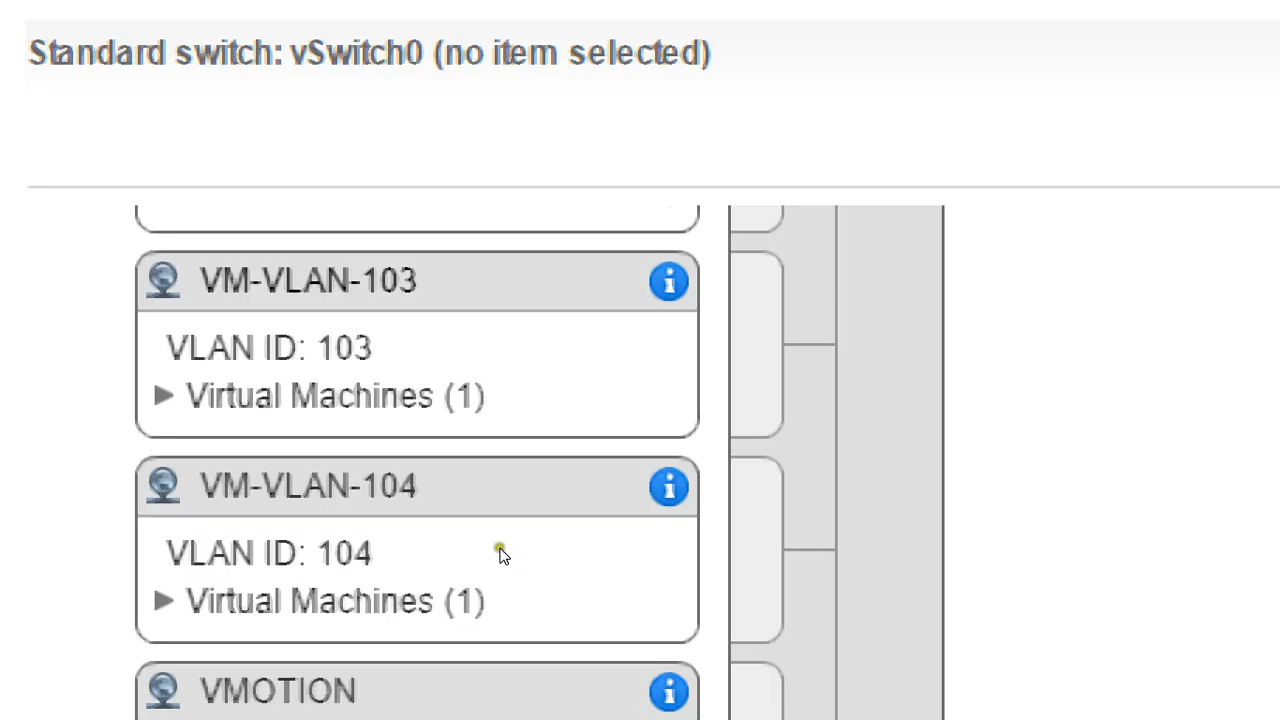 Standard switch: vSwitch0 (no item selected)
VM-VLAN-103
VLAN ID: 103
Virtual Machines (1)
VM-VLAN-104
VLAN ID: 104
Virtual Machines (1)
VMOTION